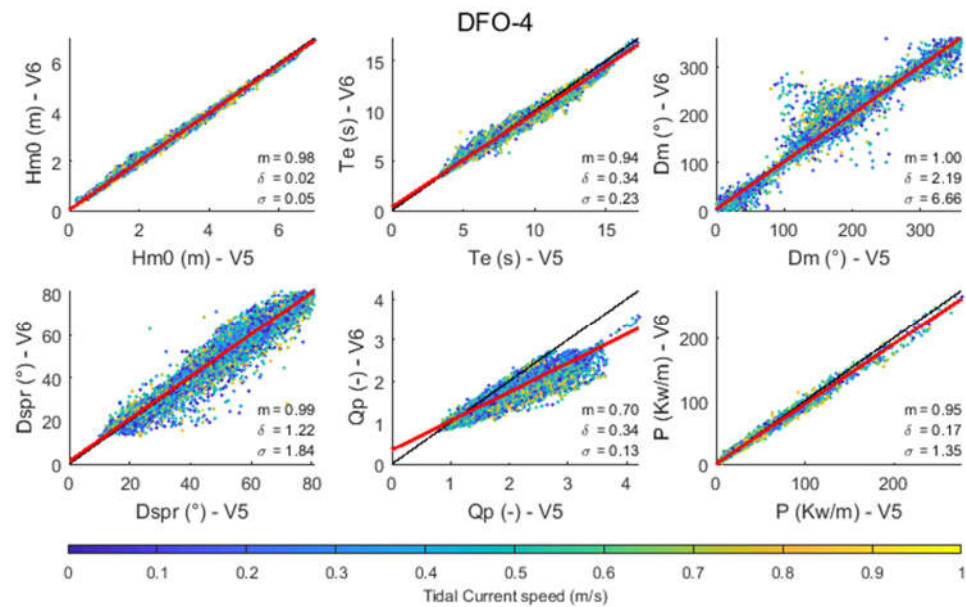 DFO-4
Hm0 (m) - V6
6
4
2
0
m = 0.98
δ = 0.02
σ = 0.05
0 2 4 6
Hm0 (m) - V5
Te (s) - V6
15
10
5
0
m = 0.94
δ = 0.34
σ = 0.23
0 5 10 15
Te (s) - V5
Dm (°) - V6
300
200
100
0
m = 1.00
δ = 2.19
σ = 6.66
0 100 200 300
Dm (°) - V5
Dspr (°) - V6
80
60
40
20
0
m = 0.99
δ = 1.22
σ = 1.84
0 20 40 60 80
Dspr (°) - V5
Qp (-) - V6
4
3
2
1
0
m = 0.70
δ = 0.34
σ = 0.13
0 1 2 3 4
Qp (-) - V5
P (Kw/m) - V6
200
100
0
m = 0.95
δ = 0.17
σ = 1.35
0 100 200
P (Kw/m) - V5
0 0.1 0.2 0.3 0.4 0.5 0.6 0.7 0.8 0.9 1
Tidal Current speed (m/s)